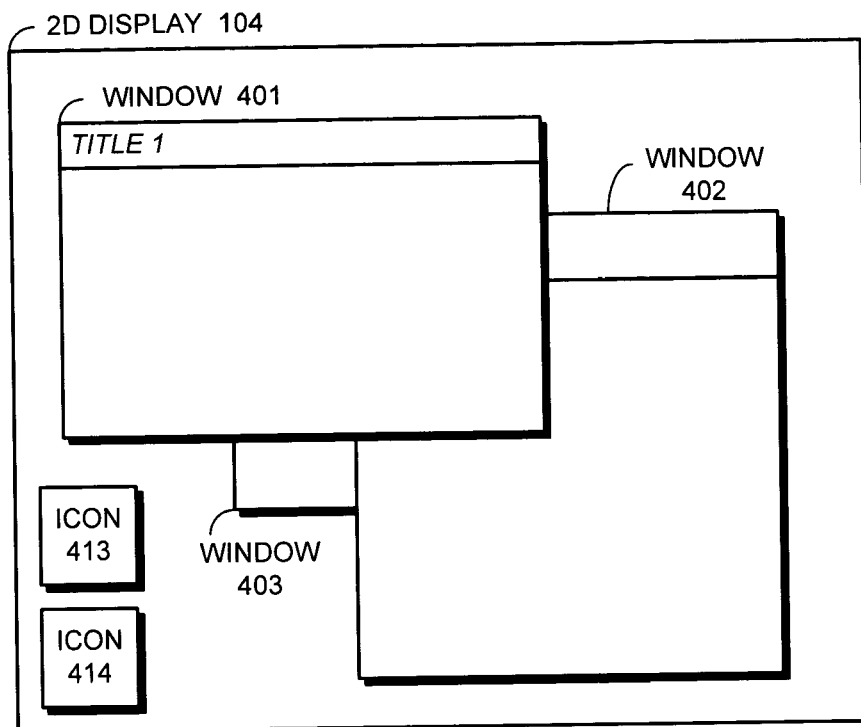 2D DISPLAY 104
WINDOW 401
TITLE 1
WINDOW
402
ICON
413
WINDOW
403
ICON
414